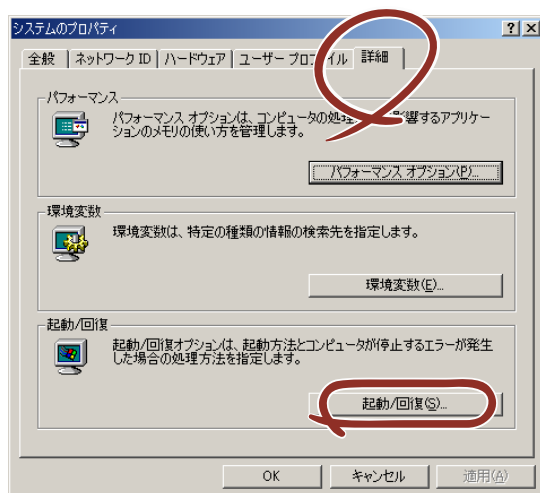 システムのプロパティ
全般 ネットワーク ID ハードウェア ユーザー プロファイル 詳細
パフォーマンス
パフォーマンス オプションは、コンピュータの処理 影響するアプリケー
ションのメモリの使い方を管理します。
パフォーマンス オプション(P)...
環境変数
環境変数は、特定の種類の情報の検索先を指定します。
環境変数(E)...
起動/回復
起動/回復オプションは、起動方法とコンピュータが停止するエラーが発生
した場合の処理方法を指定します。
起動/回復(S)...
OK キャンセル 適用(A)